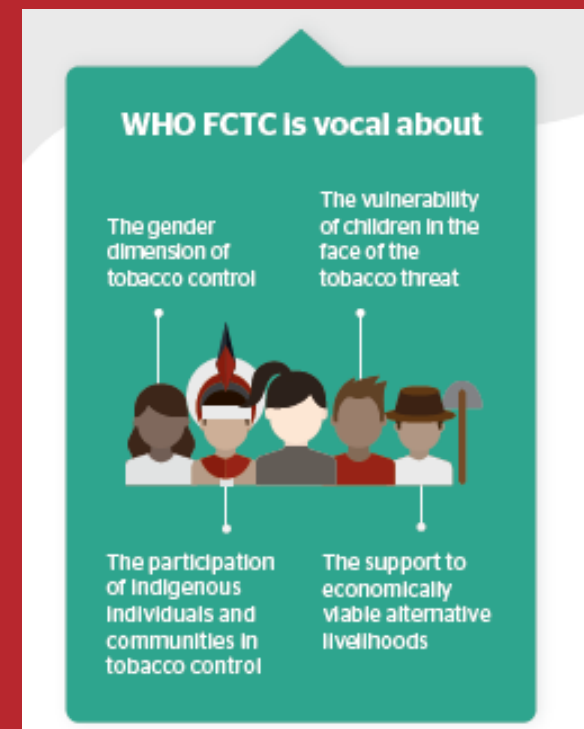 WHO FCTC is vocal about
The gender
dimension of
tobacco control
The vulnerability
of children in the
face of the
tobacco threat
The participation
of indigenous
individuals and
communities in
tobacco control
The support to
economically
viable alternative
livelihoods